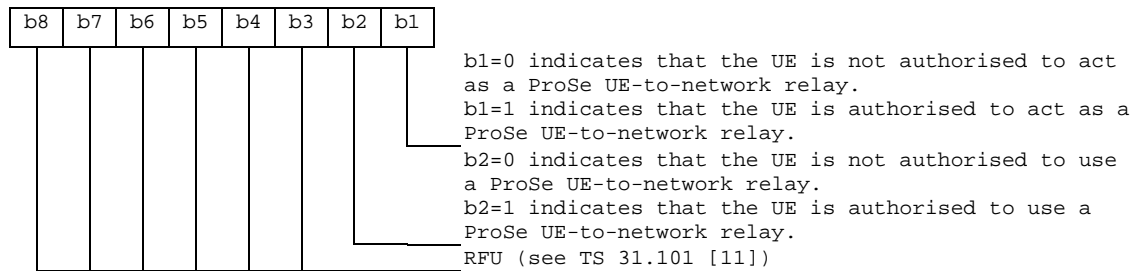 b8 b7 b6 b5 b4 b3 b2 b1
b1=0 indicates that the UE is not authorised to act
as a ProSe UE-to-network relay.
b1=1 indicates that the UE is authorised to act as a
ProSe UE-to-network relay.
b2=0 indicates that the UE is not authorised to use
a ProSe UE-to-network relay.
b2=1 indicates that the UE is authorised to use a
ProSe UE-to-network relay.
RFU (see TS 31.101 [11])